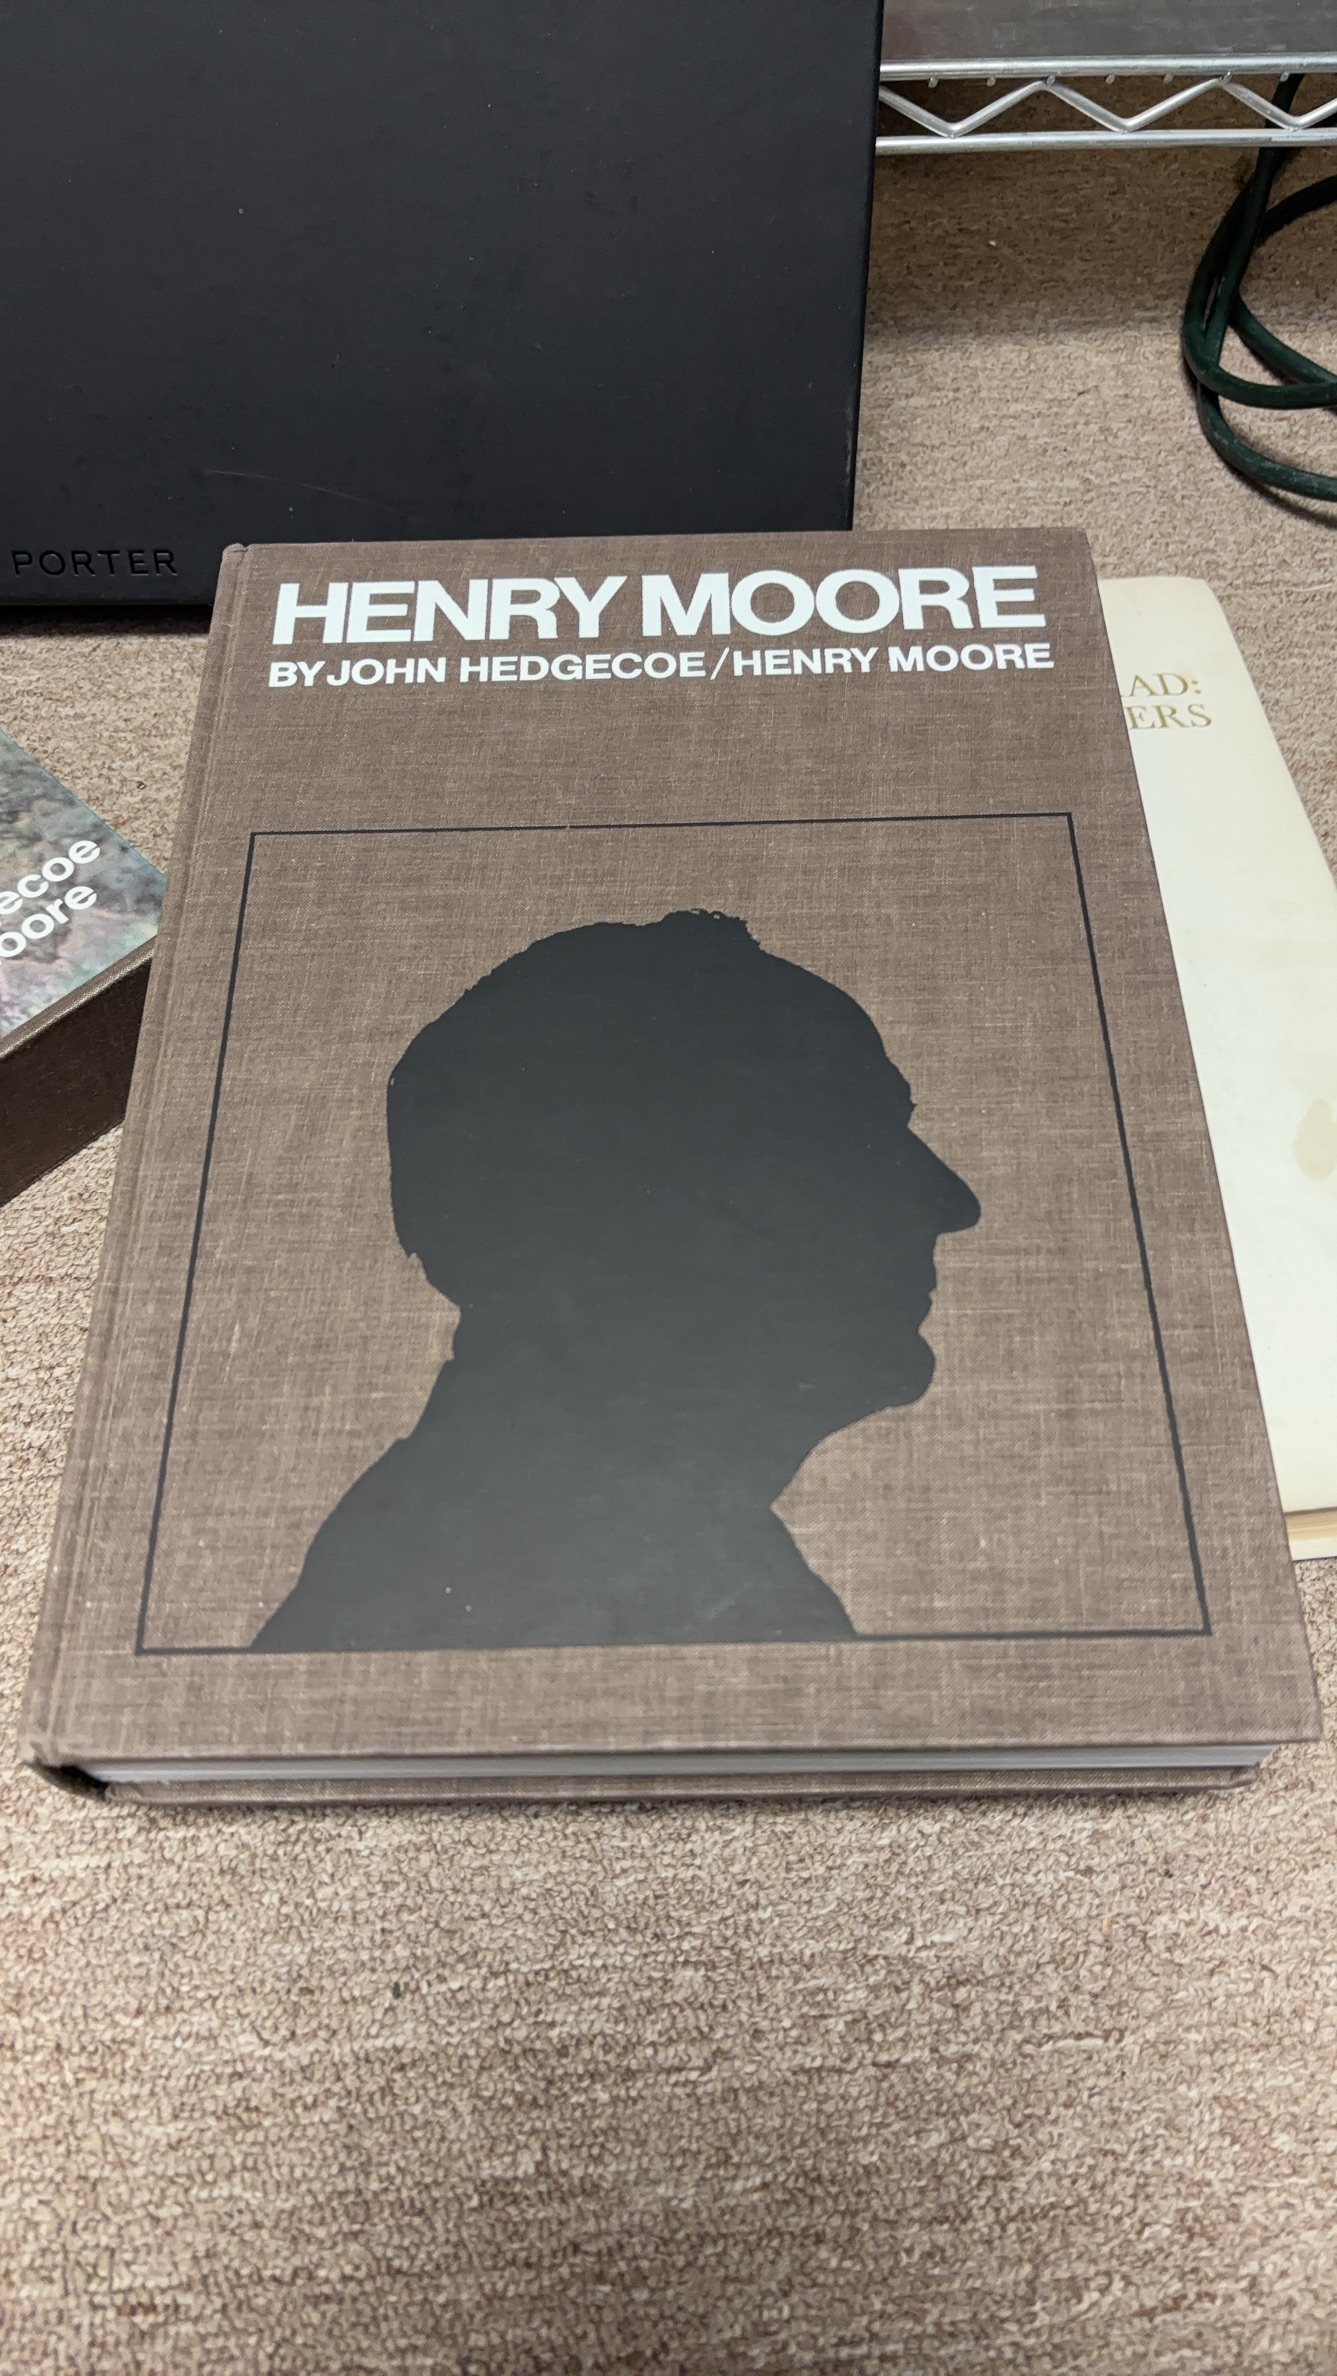 PORTER
HENRY MOORE
BY JOHN HEDGECOE/HENRY MOORE
AD:
ERS
ecoe
oore